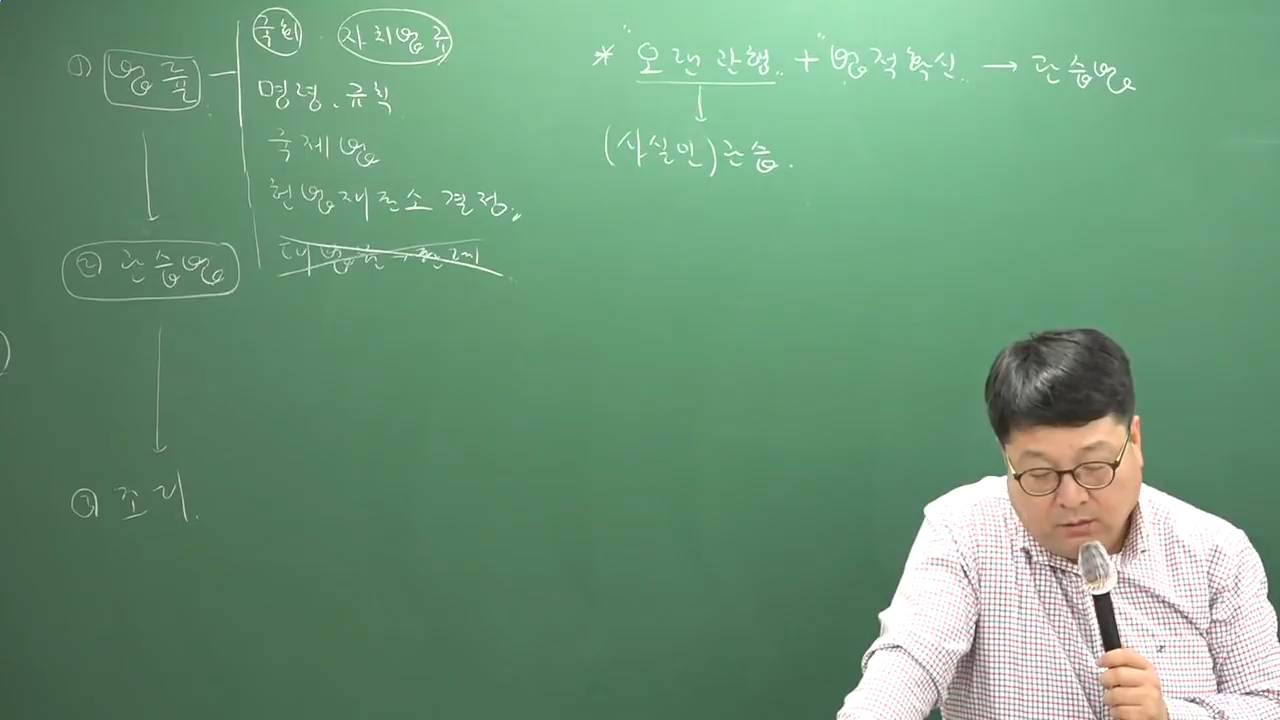 ① 법률
국회 . 자치법규
명령, 규칙
국제법
헌법재판소 결정.
② 관습법
③ 조리.
* "오랜 관행" + "법적확신" → 관습법
(사실인) 관습.